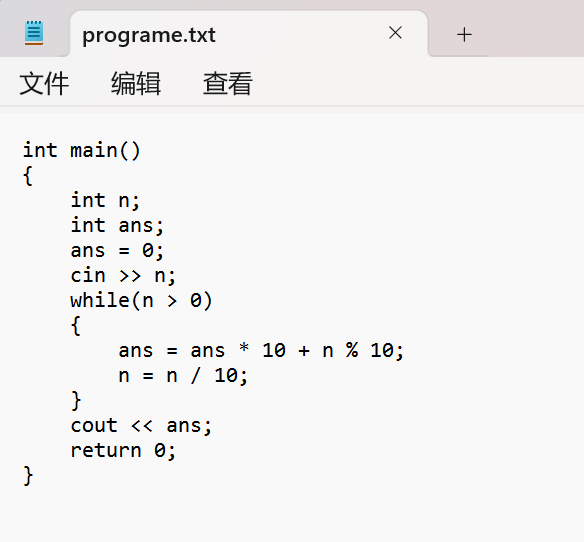 programe.txt
文件 编辑 查看
int main()
{
    int n;
    int ans;
    ans = 0;
    cin >> n;
    while(n > 0)
    {
        ans = ans * 10 + n % 10;
        n = n / 10;
    }
    cout << ans;
    return 0;
}